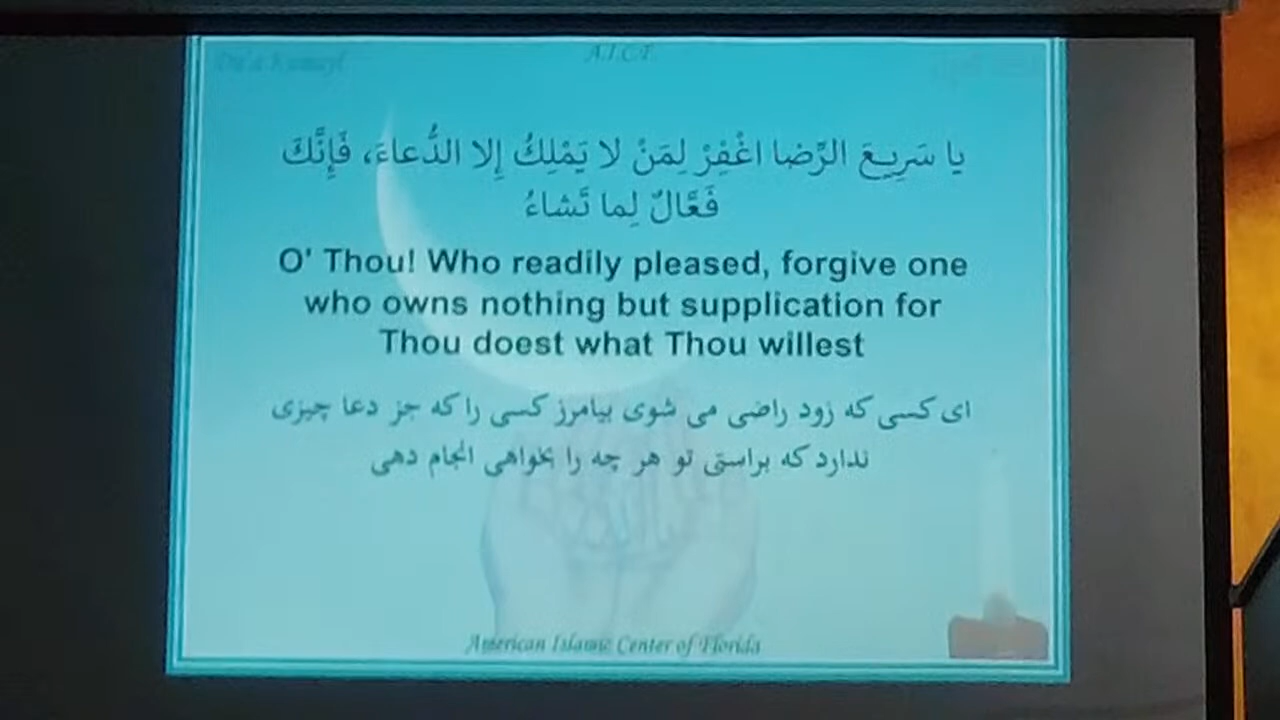 Du'a Kumayl
A.I.C.F.
يا سَرِيعَ الرِّضا اغْفِرْ لِمَنْ لا يَمْلِكُ إِلا الدُّعاءَ، فَإِنَّكَ
فَعَّالٌ لِما تَشاءُ
O' Thou! Who readily pleased, forgive one
who owns nothing but supplication for
Thou doest what Thou willest
ای کسی که زود راضی می شوی بیامرز کسی را که جز دعا چیزی
ندارد که براستی تو هر چه را بخواهی انجام دهی
American Islamic Center of Florida